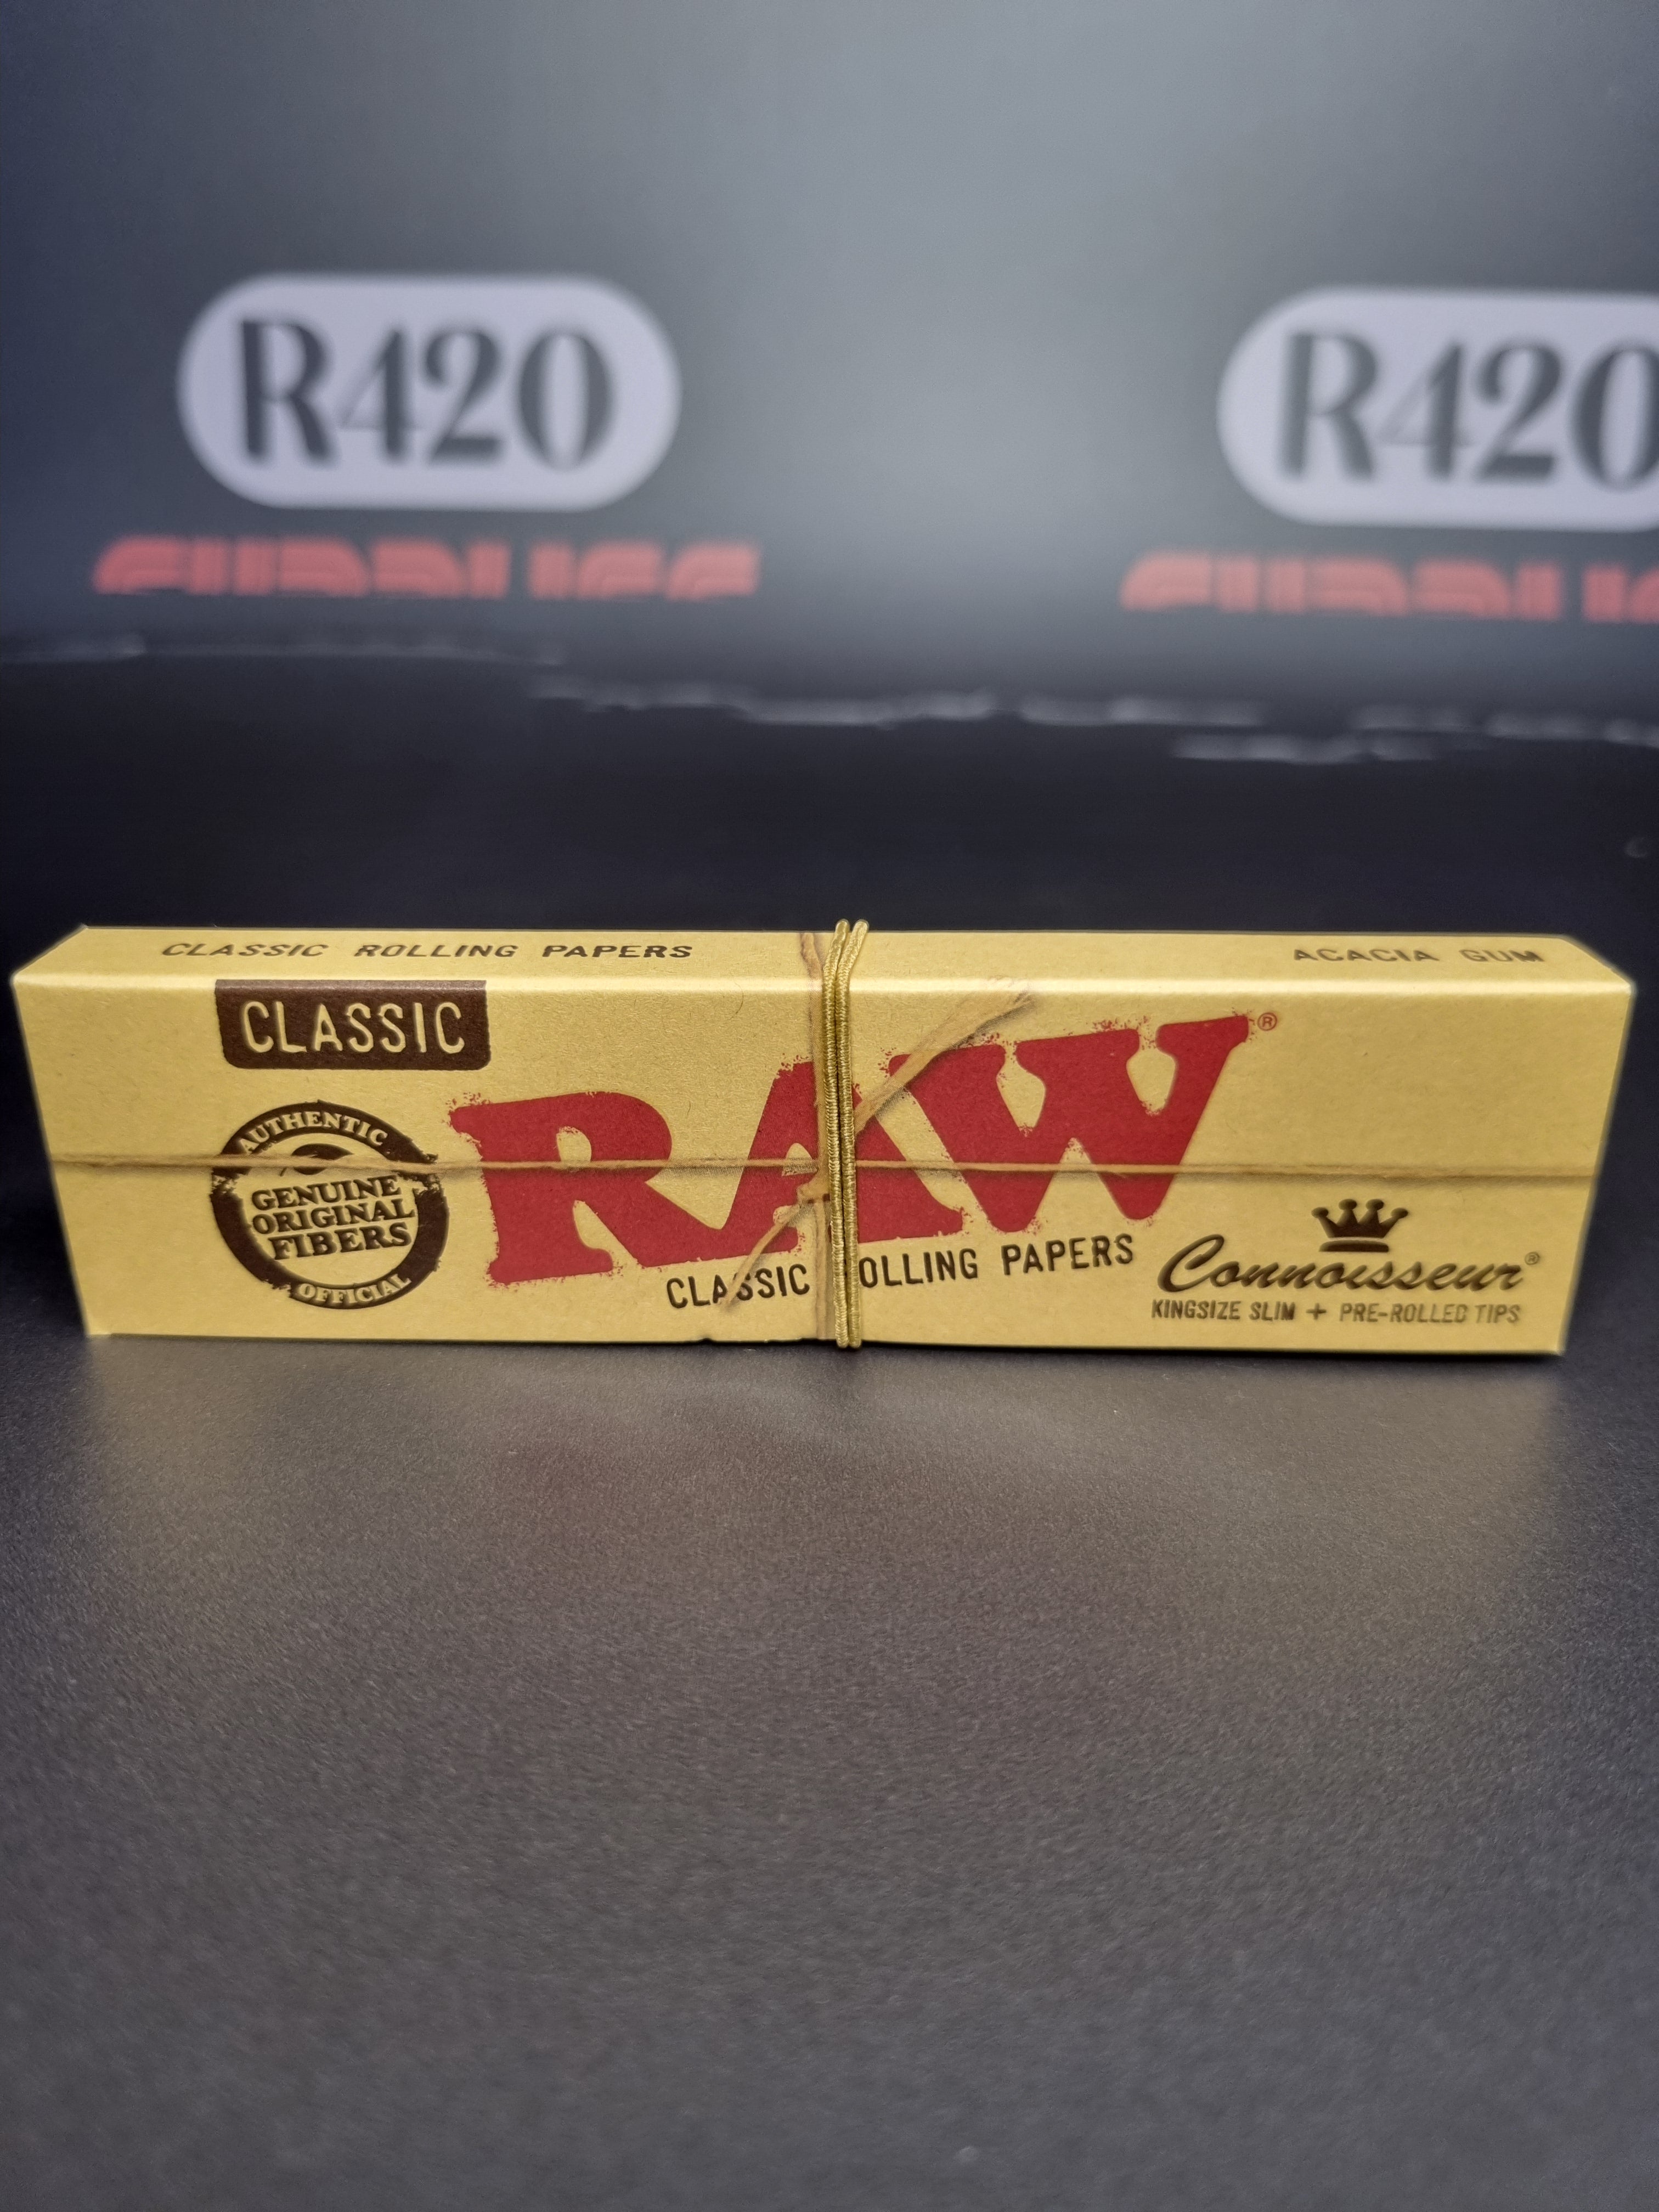 R420
R420
CLASSIC ROLLING PAPERS
ACACIA GUM
CLASSIC
RAW®
AUTHENTIC
GENUINE
ORIGINAL
FIBERS
OFFICIAL
CLASSIC ROLLING PAPERS
Connoisseur®
KINGSIZE SLIM + PRE-ROLLED TIPS